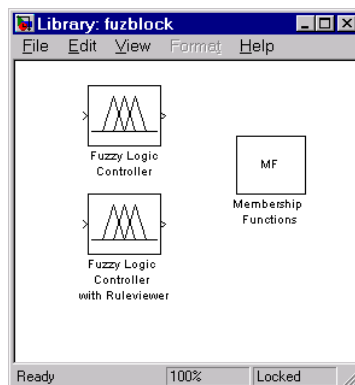 Library: fuzblock
File Edit View Format Help
Fuzzy Logic
Controller
MF
Membership
Functions
Fuzzy Logic
Controller
with Ruleviewer
Ready 100% Locked